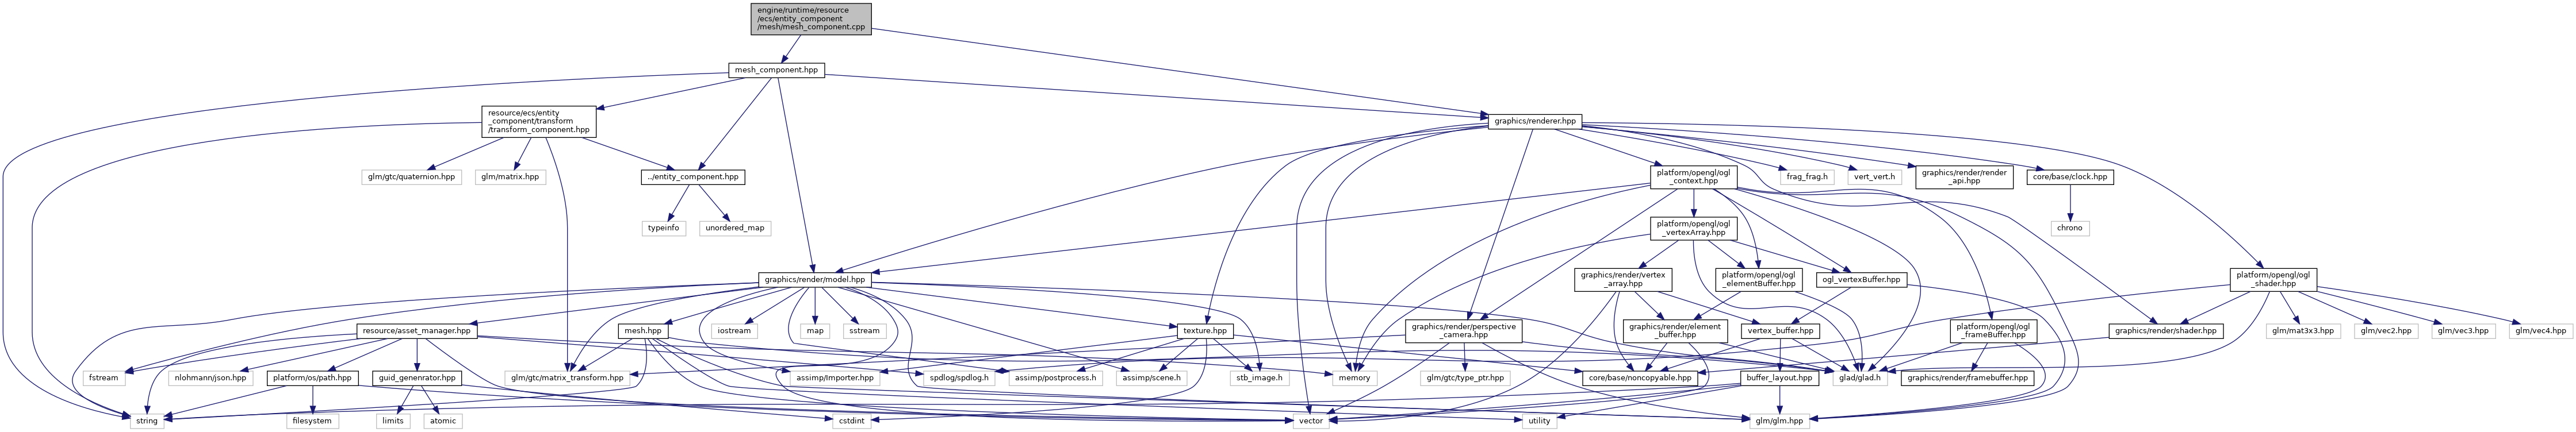 engine/runtime/resource
/ecs/entity_component
/mesh/mesh_component.cpp
mesh_component.hpp
resource/ecs/entity
_component/transform
/transform_component.hpp
graphics/renderer.hpp
glm/gtc/quaternion.hpp
glm/matrix.hpp
../entity_component.hpp
platform/opengl/ogl
_context.hpp
frag_frag.h
vert_vert.h
graphics/render/render
_api.hpp
core/base/clock.hpp
typeinfo
unordered_map
platform/opengl/ogl
_vertexArray.hpp
chrono
graphics/render/model.hpp
graphics/render/vertex
_array.hpp
platform/opengl/ogl
_elementBuffer.hpp
ogl_vertexBuffer.hpp
platform/opengl/ogl
_shader.hpp
resource/asset_manager.hpp
mesh.hpp
iostream
map
sstream
texture.hpp
graphics/render/perspective
_camera.hpp
graphics/render/element
_buffer.hpp
vertex_buffer.hpp
platform/opengl/ogl
_frameBuffer.hpp
graphics/render/shader.hpp
glm/mat3x3.hpp
glm/vec2.hpp
glm/vec3.hpp
glm/vec4.hpp
fstream
nlohmann/json.hpp
platform/os/path.hpp
guid_genenrator.hpp
glm/gtc/matrix_transform.hpp
assimp/Importer.hpp
spdlog/spdlog.h
assimp/postprocess.h
assimp/scene.h
stb_image.h
memory
glm/gtc/type_ptr.hpp
core/base/noncopyable.hpp
buffer_layout.hpp
glad/glad.h
graphics/render/framebuffer.hpp
string
filesystem
limits
atomic
cstdint
vector
utility
glm/glm.hpp